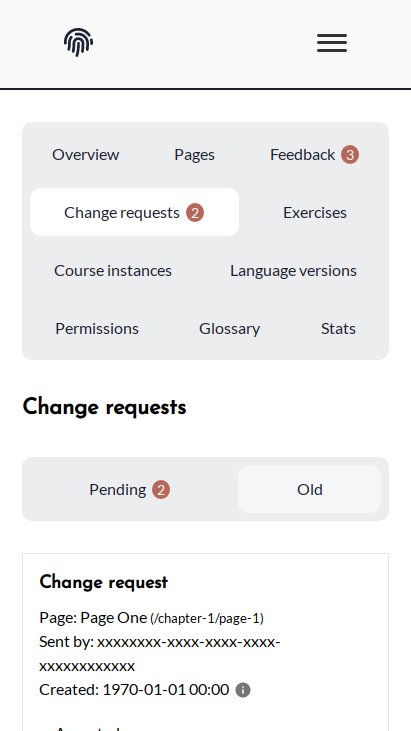 Overview Pages Feedback 3
Change requests 2 Exercises
Course instances Language versions
Permissions Glossary Stats
Change requests
Pending 2 Old
Change request
Page: Page One (/chapter-1/page-1)
Sent by: xxxxxxxx-xxxx-xxxx-xxxx-
xxxxxxxxxxxx
Created: 1970-01-01 00:00